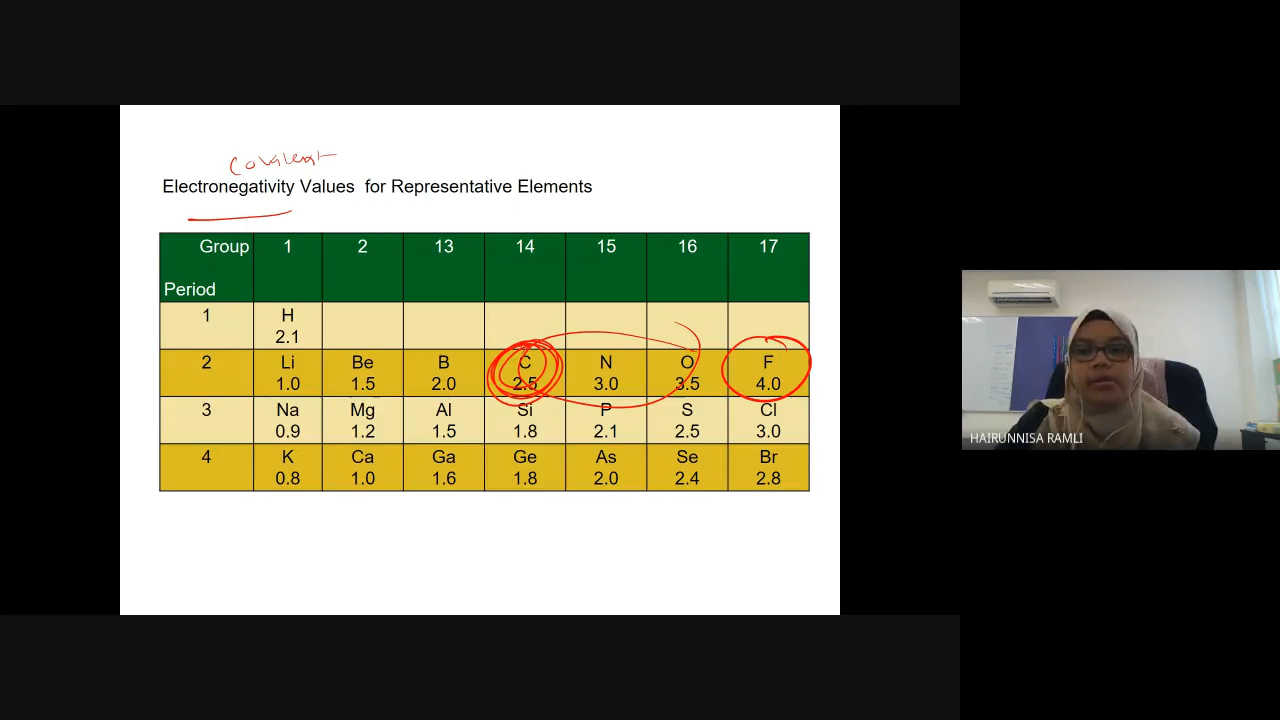 Covalent
Electronegativity Values for Representative Elements
Group 1 2 13 14 15 16 17
Period
1 H
2.1
2 Li Be B C N O F
1.0 1.5 2.0 2.5 3.0 3.5 4.0
3 Na Mg Al Si P S Cl
0.9 1.2 1.5 1.8 2.1 2.5 3.0
4 K Ca Ga Ge As Se Br
0.8 1.0 1.6 1.8 2.0 2.4 2.8
HAIRUNNISA RAMLI